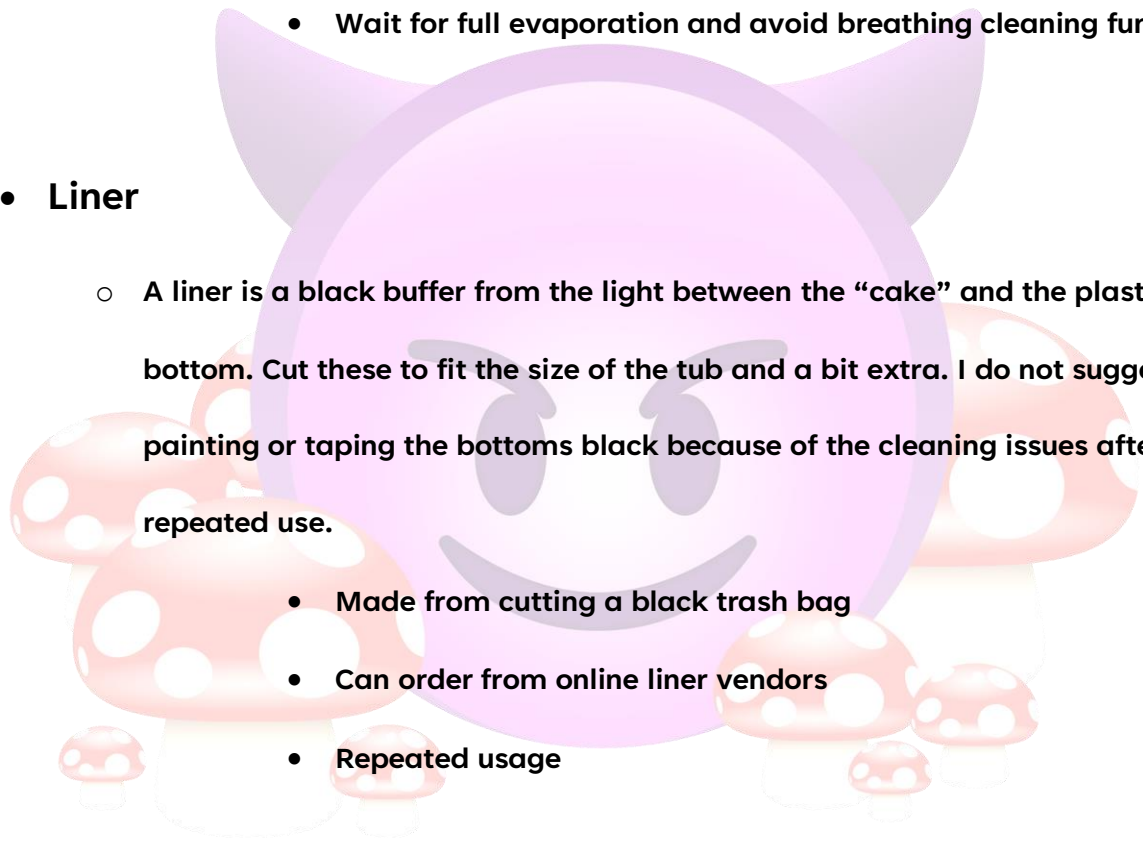 • Wait for full evaporation and avoid breathing cleaning
• Liner
○ A liner is a black buffer from the light between the “cake” and the
bottom. Cut these to fit the size of the tub and a bit extra. I do not
painting or taping the bottoms black because of the cleaning issues
repeated use.
• Made from cutting a black trash bag
• Can order from online liner vendors
• Repeated usage